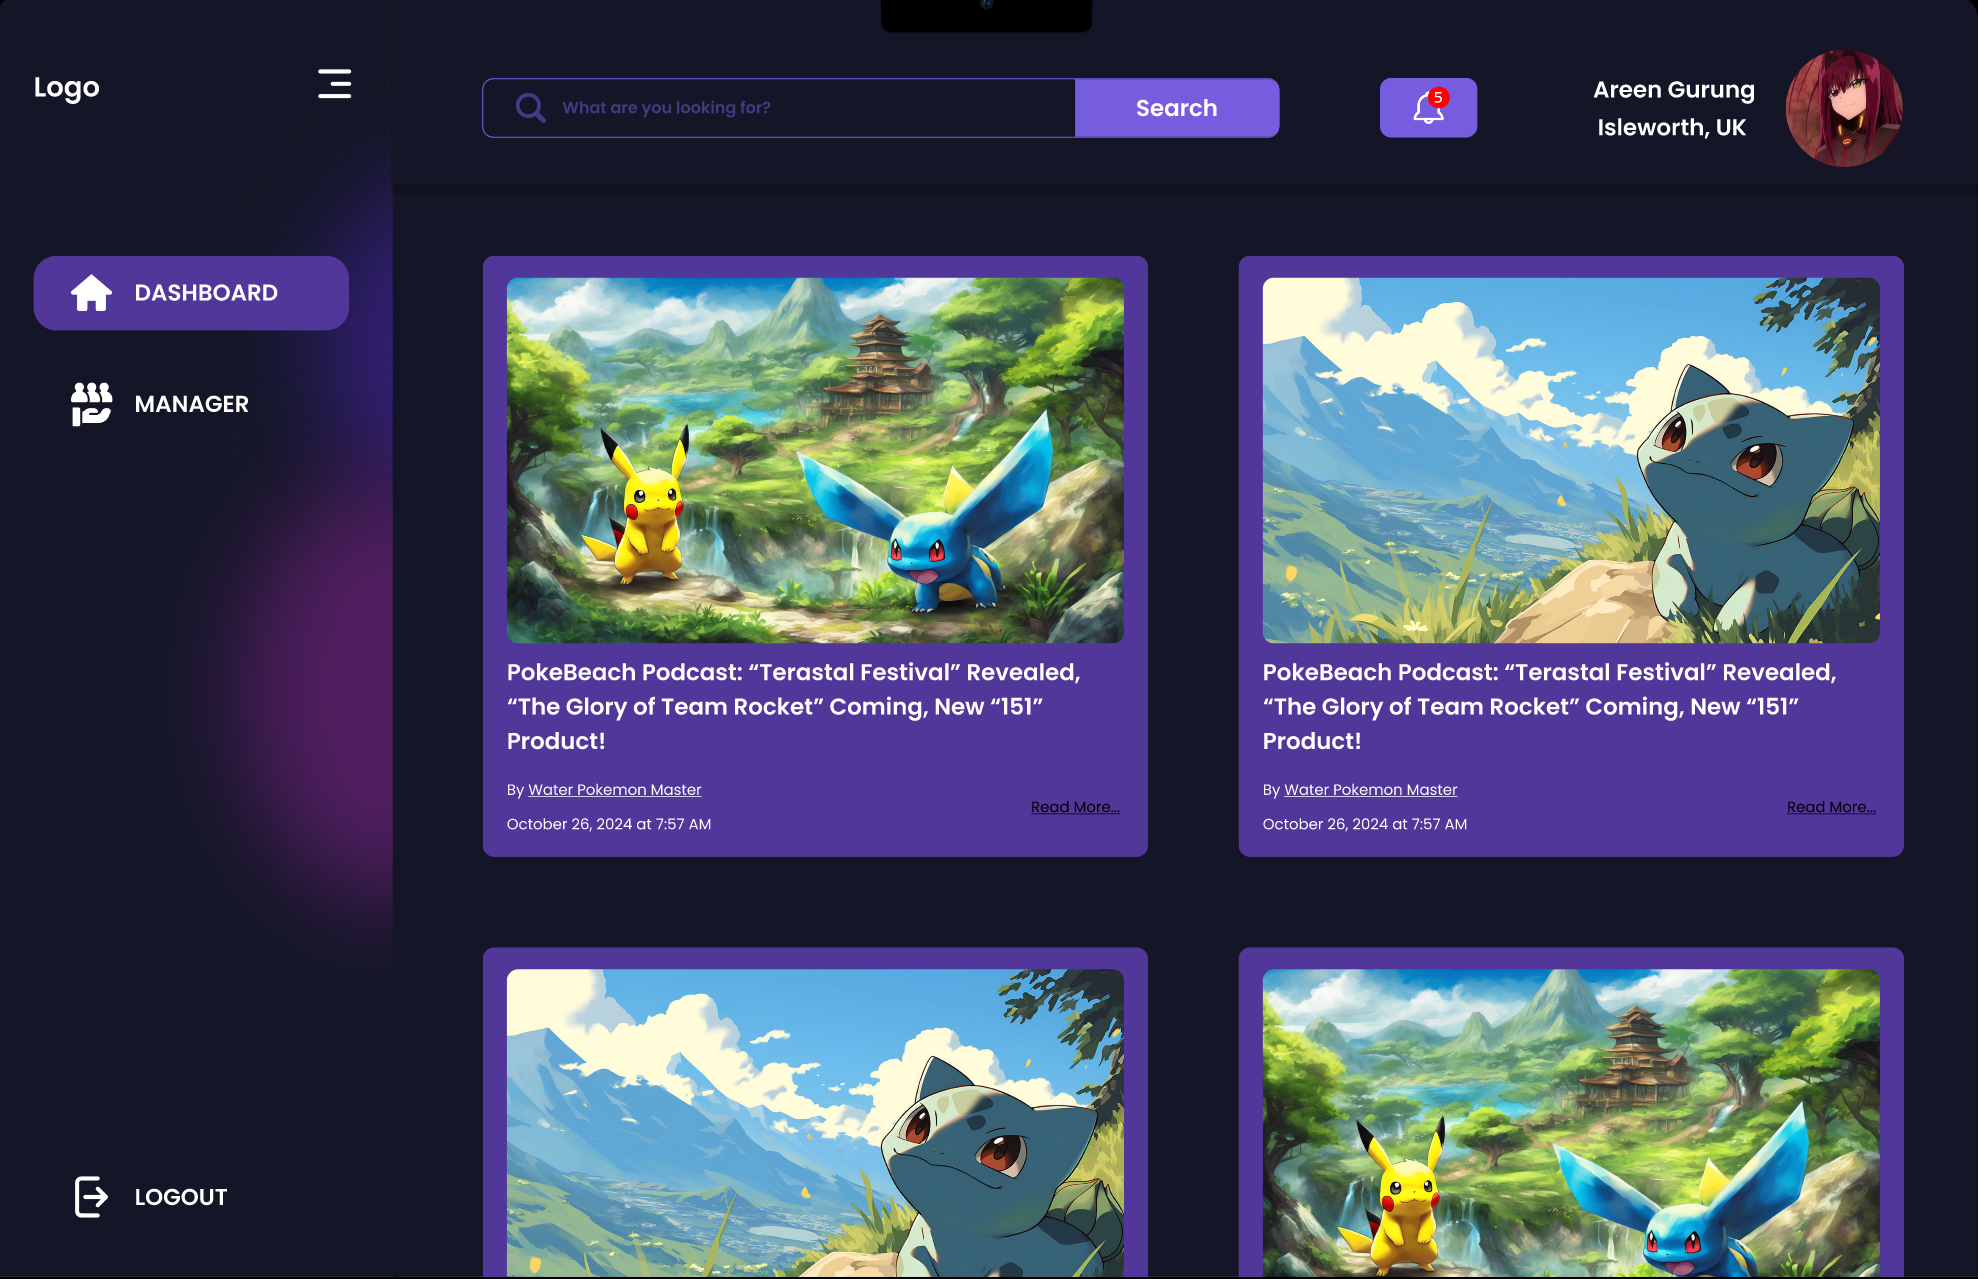 Logo
What are you looking for?
Search
5
Areen Gurung
Isleworth, UK
DASHBOARD
MANAGER
LOGOUT
PokeBeach Podcast: “Terastal Festival” Revealed,
“The Glory of Team Rocket” Coming, New “151”
Product!
By Water Pokemon Master
October 26, 2024 at 7:57 AM
Read More...
PokeBeach Podcast: “Terastal Festival” Revealed,
“The Glory of Team Rocket” Coming, New “151”
Product!
By Water Pokemon Master
October 26, 2024 at 7:57 AM
Read More...